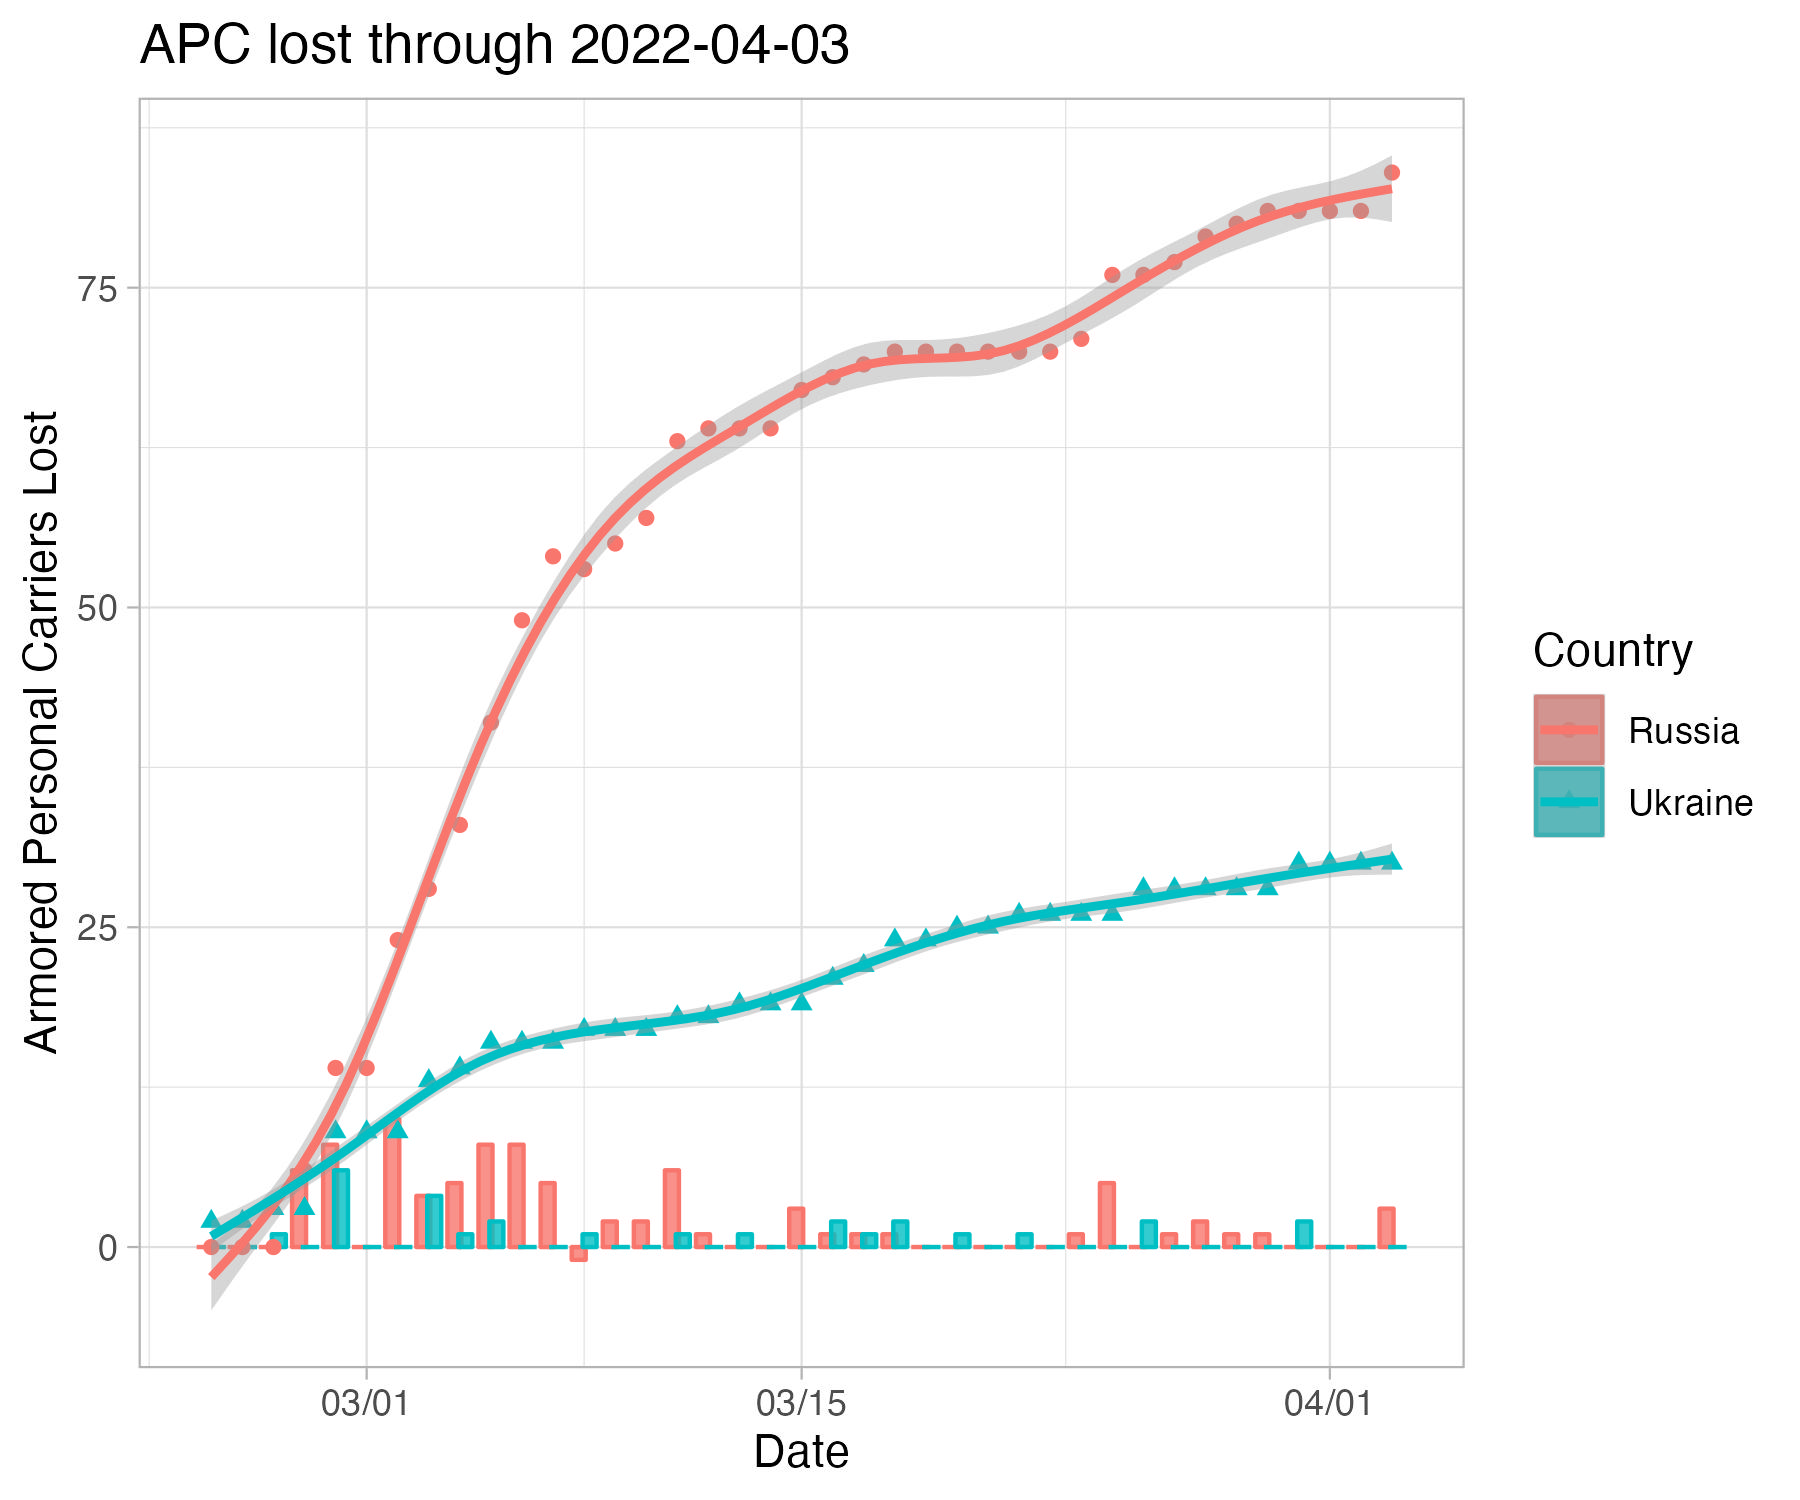 APC lost through 2022-04-03
Armored Personal Carriers Lost
75
50
25
0
03/01
03/15
04/01
Date
Country
Russia
Ukraine